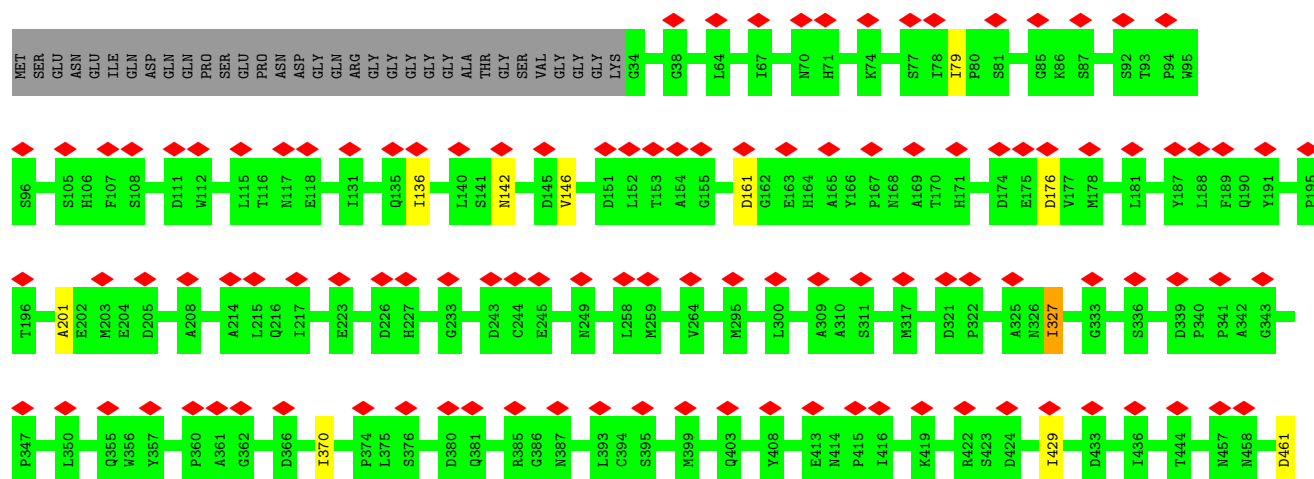 MET SER GLU ASN GLU ILE GLN ASP GLN GLN PRO SER GLU PRO ASN ASP GLY GLN ARG GLY GLY GLY GLY GLY ALA THR GLY SER VAL GLY GLY GLY LYS G34 G38 L64 I67 N70 H71 K74 S77 I78 I79 P80 S81 G85 K86 S87 S92 T93 P94 W95
S96 S105 H106 F107 S108 D111 W112 L115 T116 N117 E118 I131 Q135 I136 L140 S141 N142 D145 V146 D151 L152 T153 A154 G155 D161 G162 E163 H164 A165 Y166 P167 N168 A169 T170 H171 D174 E175 D176 V177 M178 L181 Y187 L188 F189 Q190 Y191 P195
T196 A201 E202 M203 E204 D205 A208 A214 L215 Q216 I217 E223 D226 H227 G233 D243 C244 E245 N249 L258 M259 V264 M295 L300 A309 A310 S311 M317 D321 P322 A325 N326 I327 G333 S336 D339 P340 P341 A342 G343
P347 L350 Q355 W356 Y357 P360 A361 G362 D366 I370 P374 L375 S376 D380 Q381 R385 G386 N387 L393 C394 S395 M399 Q403 Y408 E413 N414 P415 I416 K419 R422 S423 D424 I429 D433 I436 T444 N457 N458 D461